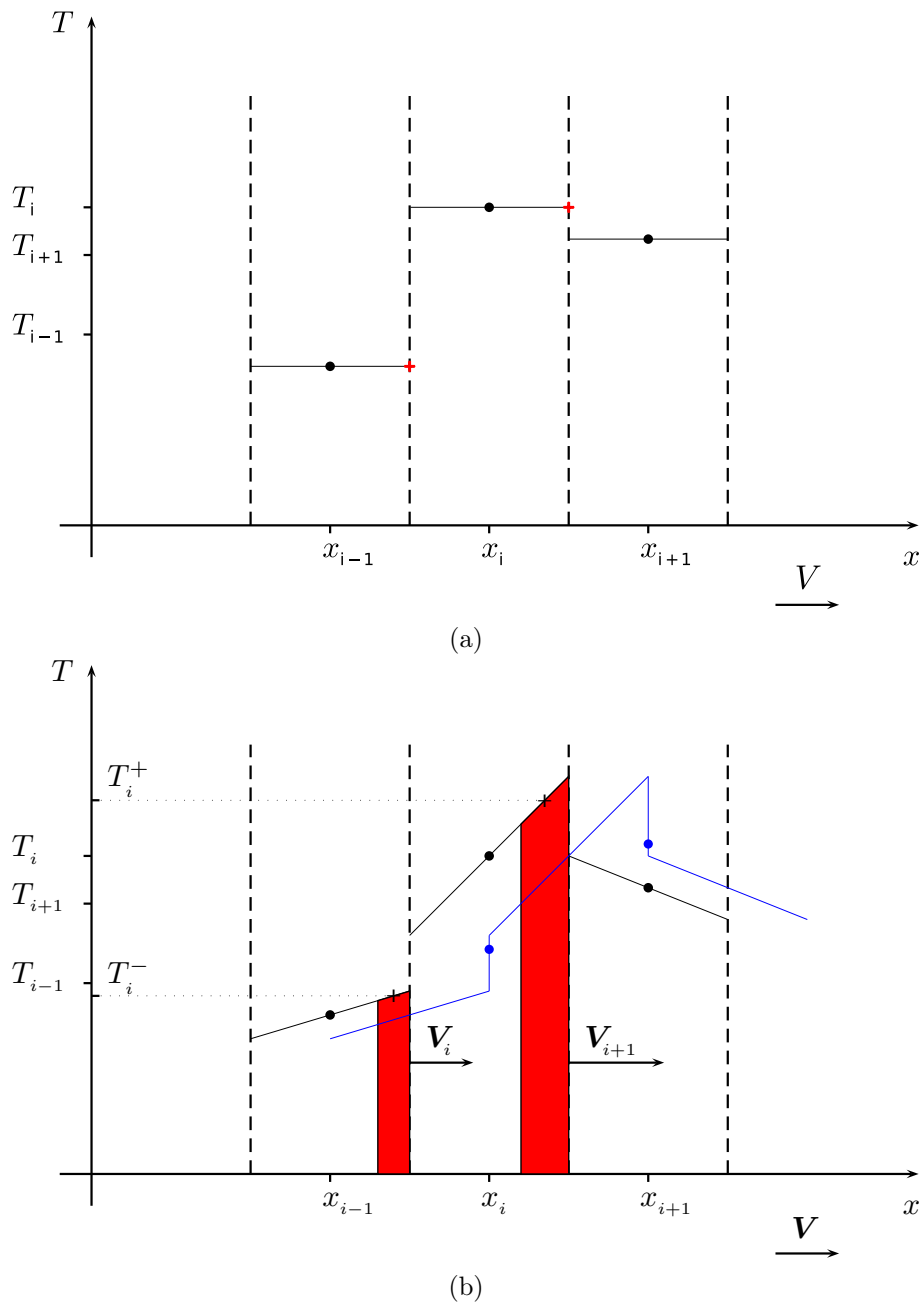 T
T_i
T_{i+1}
T_{i−1}
x_{i−1} x_i x_{i+1} x
V
(a)
T
T_i^+
T_i
T_{i+1}
T_{i−1} T_i^−
V_i V_{i+1}
x_{i−1} x_i x_{i+1} x
V
(b)